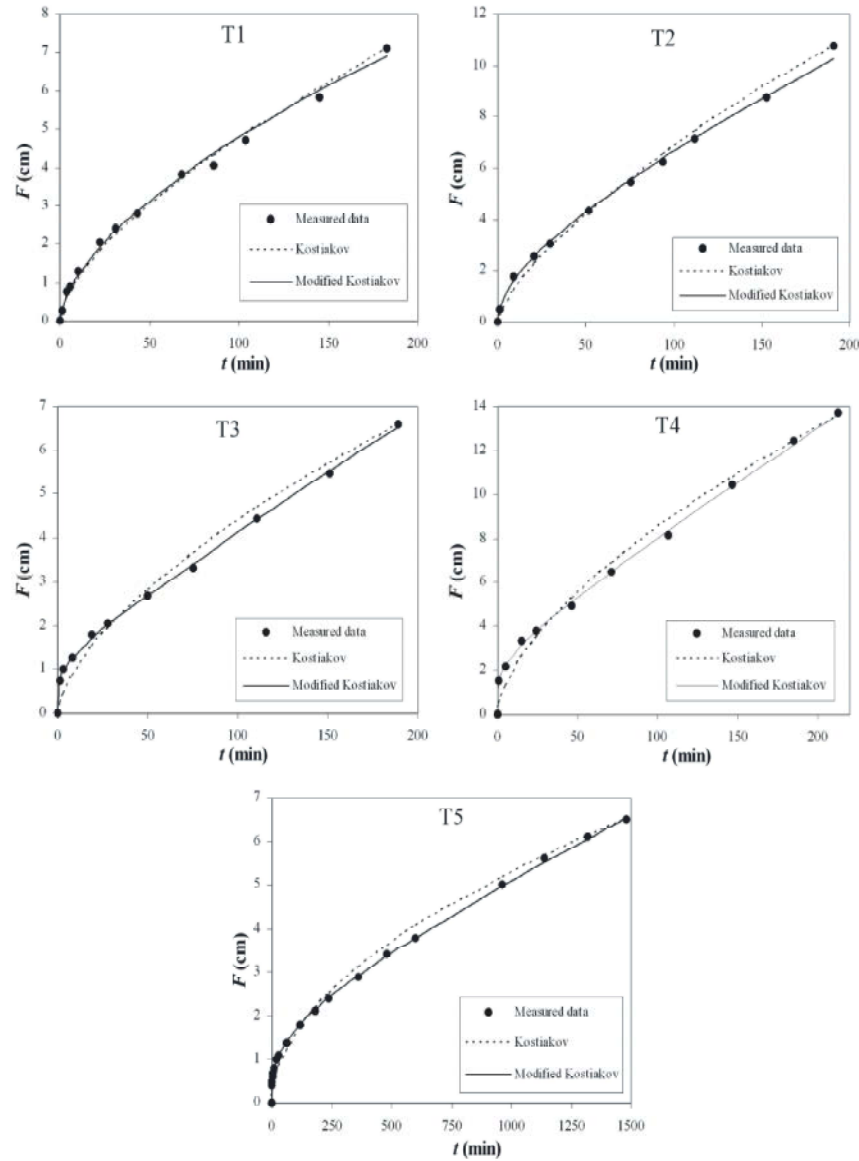 T1
8
7
6
5
4
3
2
1
0
F (cm)
Measured data
Kostiakov
Modified Kostiakov
0 50 100 150 200
t (min)
T2
12
10
8
6
4
2
0
F (cm)
Measured data
Kostiakov
Modified Kostiakov
0 50 100 150 200
t (min)
T3
7
6
5
4
3
2
1
0
F (cm)
Measured data
Kostiakov
Modified Kostiakov
0 50 100 150 200
t (min)
T4
14
12
10
8
6
4
2
0
F (cm)
Measured data
Kostiakov
Modified Kostiakov
0 50 100 150 200
t (min)
T5
7
6
5
4
3
2
1
0
F (cm)
Measured data
Kostiakov
Modified Kostiakov
0 250 500 750 1000 1250 1500
t (min)